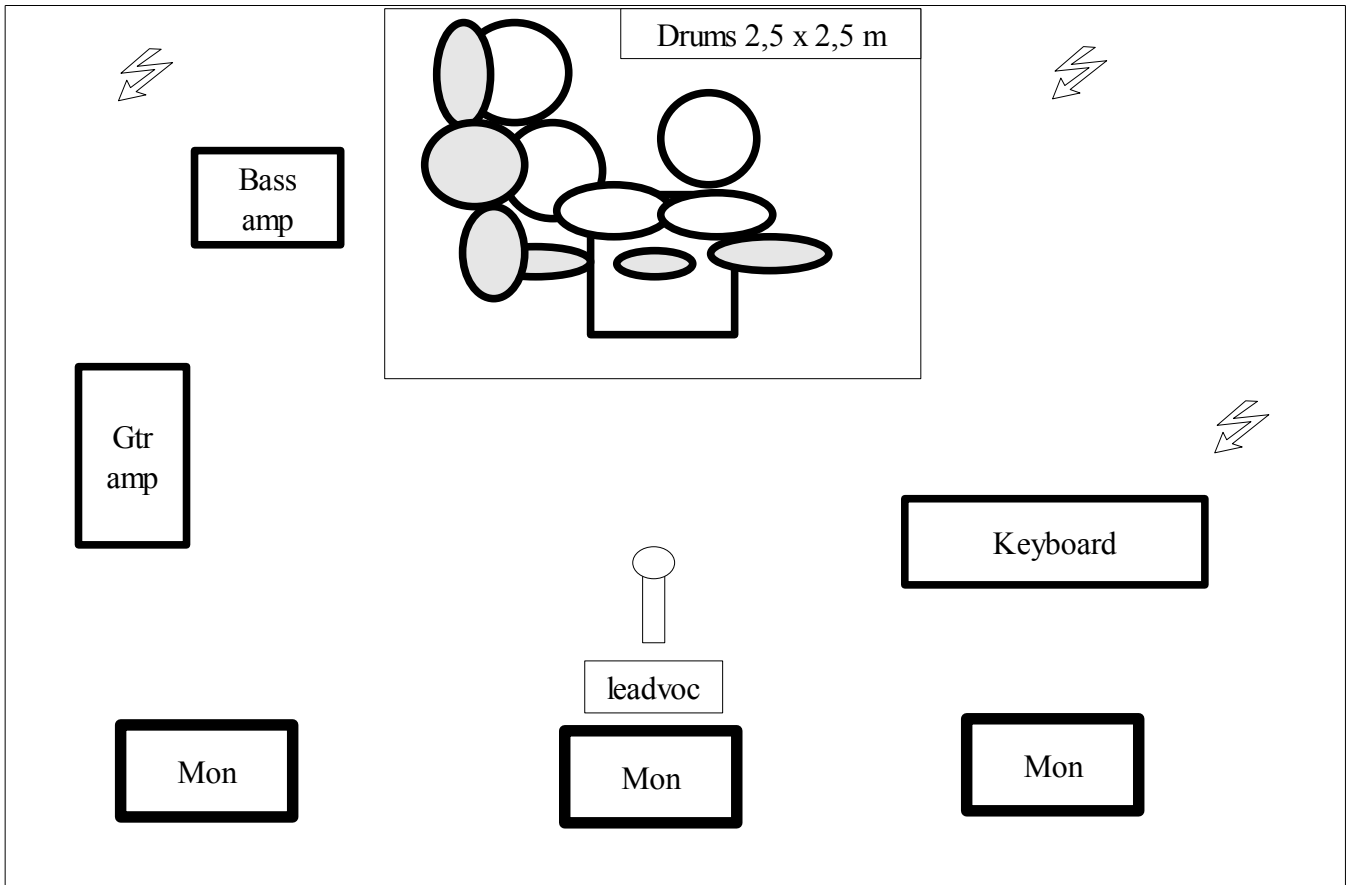 Drums 2,5 x 2,5 m
Bass
amp
Gtr
amp
Keyboard
leadvoc
Mon
Mon
Mon